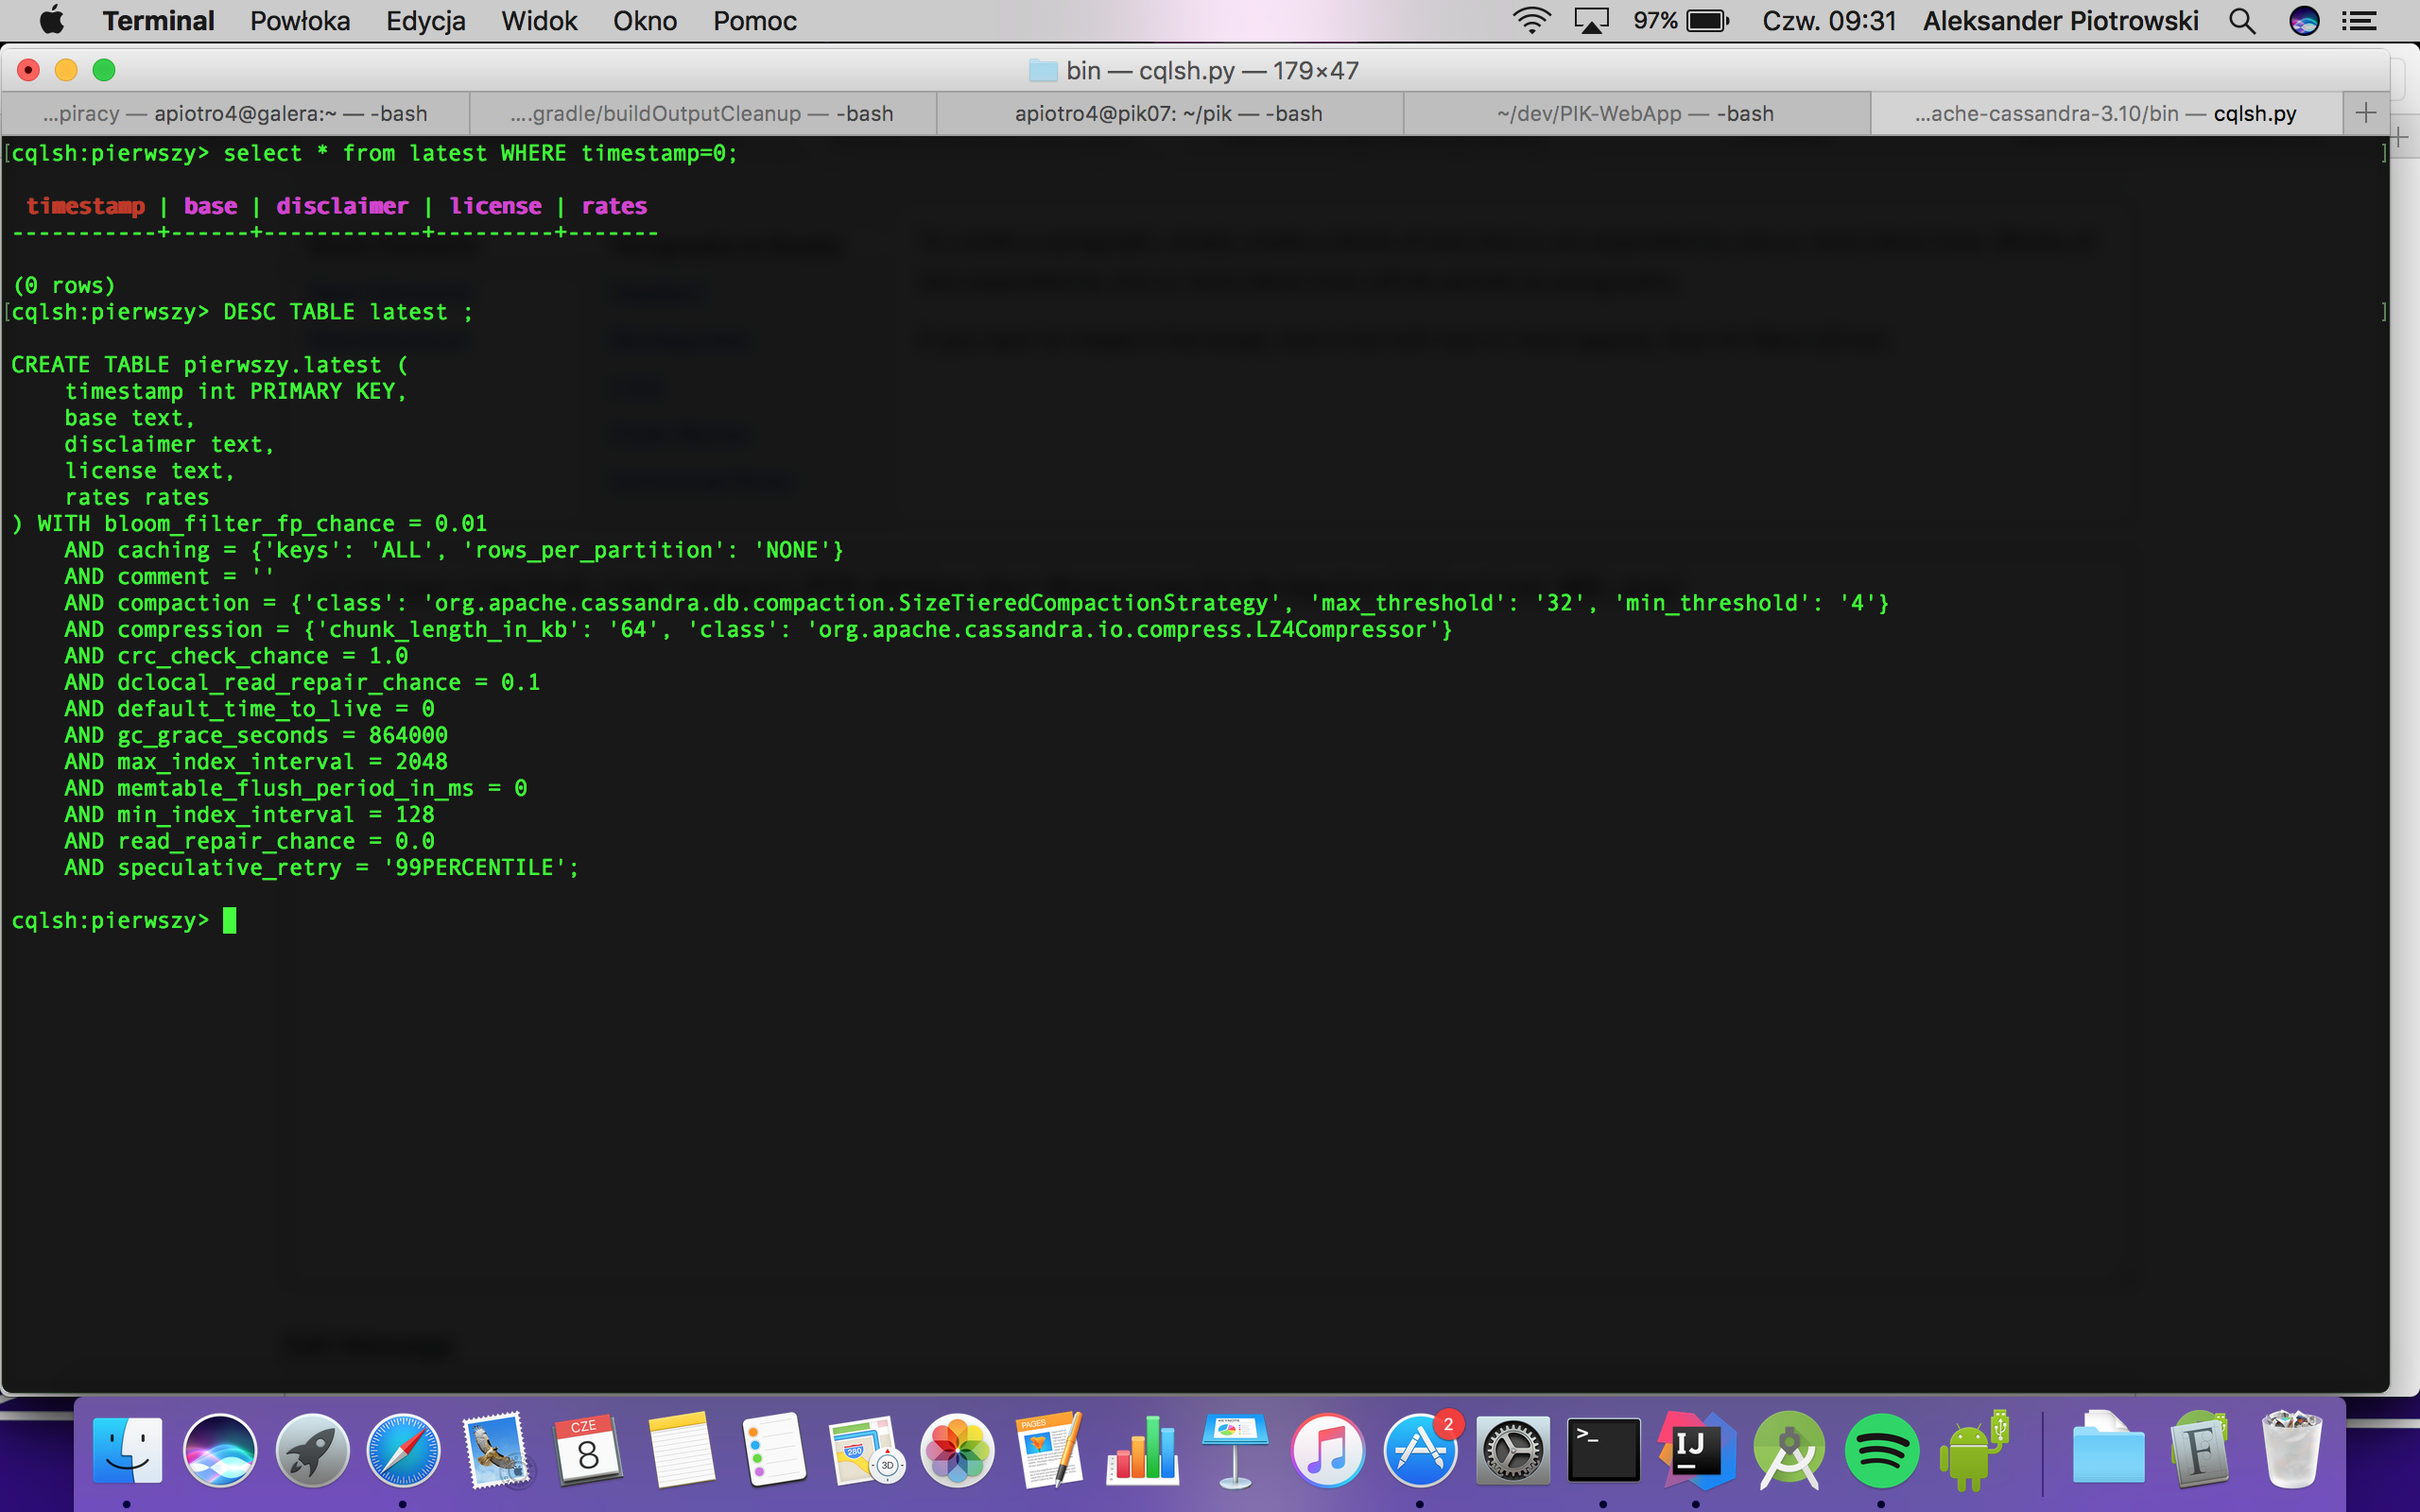 Terminal Powłoka Edycja Widok Okno Pomoc 97% Czw. 09:31 Aleksander Piotrowski
bin — cqlsh.py — 179×47
...piracy — apiotro4@galera:~ — -bash ....gradle/buildOutputCleanup — -bash apiotro4@pik07: ~/pik — -bash ~/dev/PIK-WebApp — -bash ...ache-cassandra-3.10/bin — cqlsh.py
[cqlsh:pierwszy> select * from latest WHERE timestamp=0; ]
timestamp | base | disclaimer | license | rates
-----------+------+------------+---------+-------
(0 rows)
[cqlsh:pierwszy> DESC TABLE latest ; ]
CREATE TABLE pierwszy.latest (
timestamp int PRIMARY KEY,
base text,
disclaimer text,
license text,
rates rates
) WITH bloom_filter_fp_chance = 0.01
AND caching = {'keys': 'ALL', 'rows_per_partition': 'NONE'}
AND comment = ''
AND compaction = {'class': 'org.apache.cassandra.db.compaction.SizeTieredCompactionStrategy', 'max_threshold': '32', 'min_threshold': '4'}
AND compression = {'chunk_length_in_kb': '64', 'class': 'org.apache.cassandra.io.compress.LZ4Compressor'}
AND crc_check_chance = 1.0
AND dclocal_read_repair_chance = 0.1
AND default_time_to_live = 0
AND gc_grace_seconds = 864000
AND max_index_interval = 2048
AND memtable_flush_period_in_ms = 0
AND min_index_interval = 128
AND read_repair_chance = 0.0
AND speculative_retry = '99PERCENTILE';
cqlsh:pierwszy>
CZE
8
280
3D
PAGES
KEYNOTE
2
>_
IJ
F